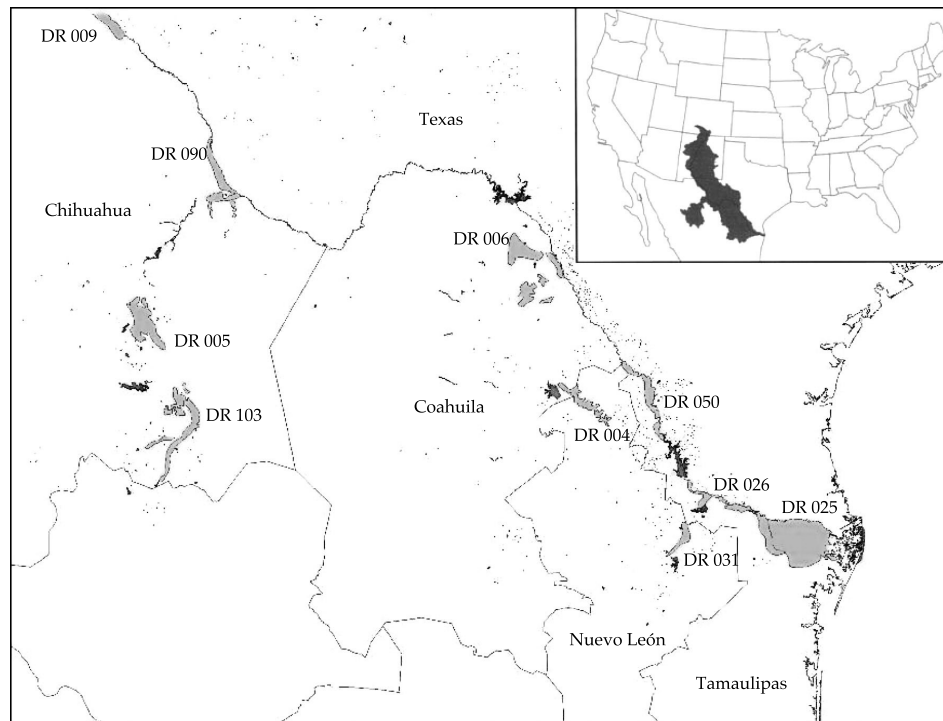 DR 009
Texas
DR 090
Chihuahua
DR 006
DR 005
DR 103
Coahuila
DR 050
DR 004
DR 026
DR 025
DR 031
Nuevo León
Tamaulipas